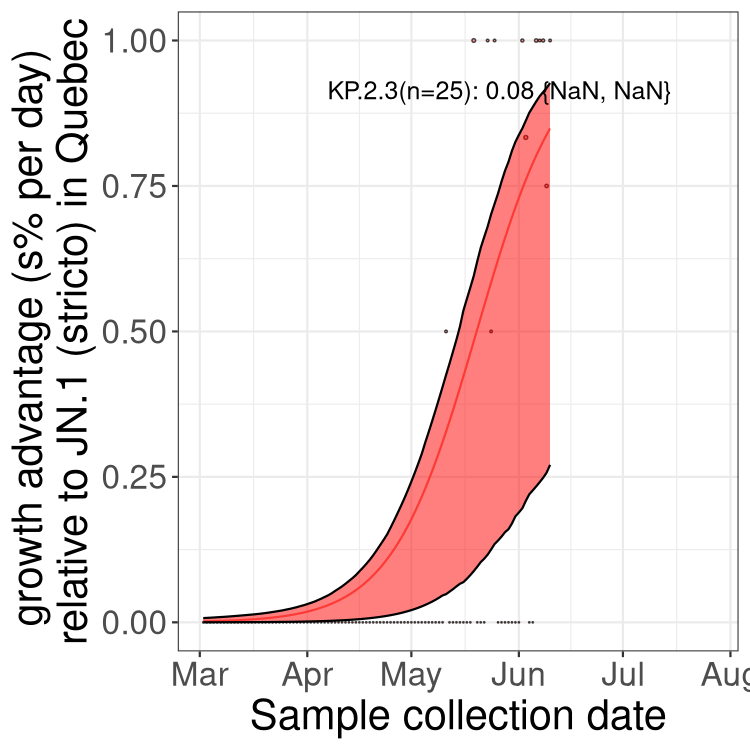 growth advantage (s% per day)
relative to JN.1 (stricto) in Quebec
1.00
0.75
0.50
0.25
0.00
KP.2.3(n=25): 0.08 {NaN, NaN}
Mar Apr May Jun Jul Aug
Sample collection date